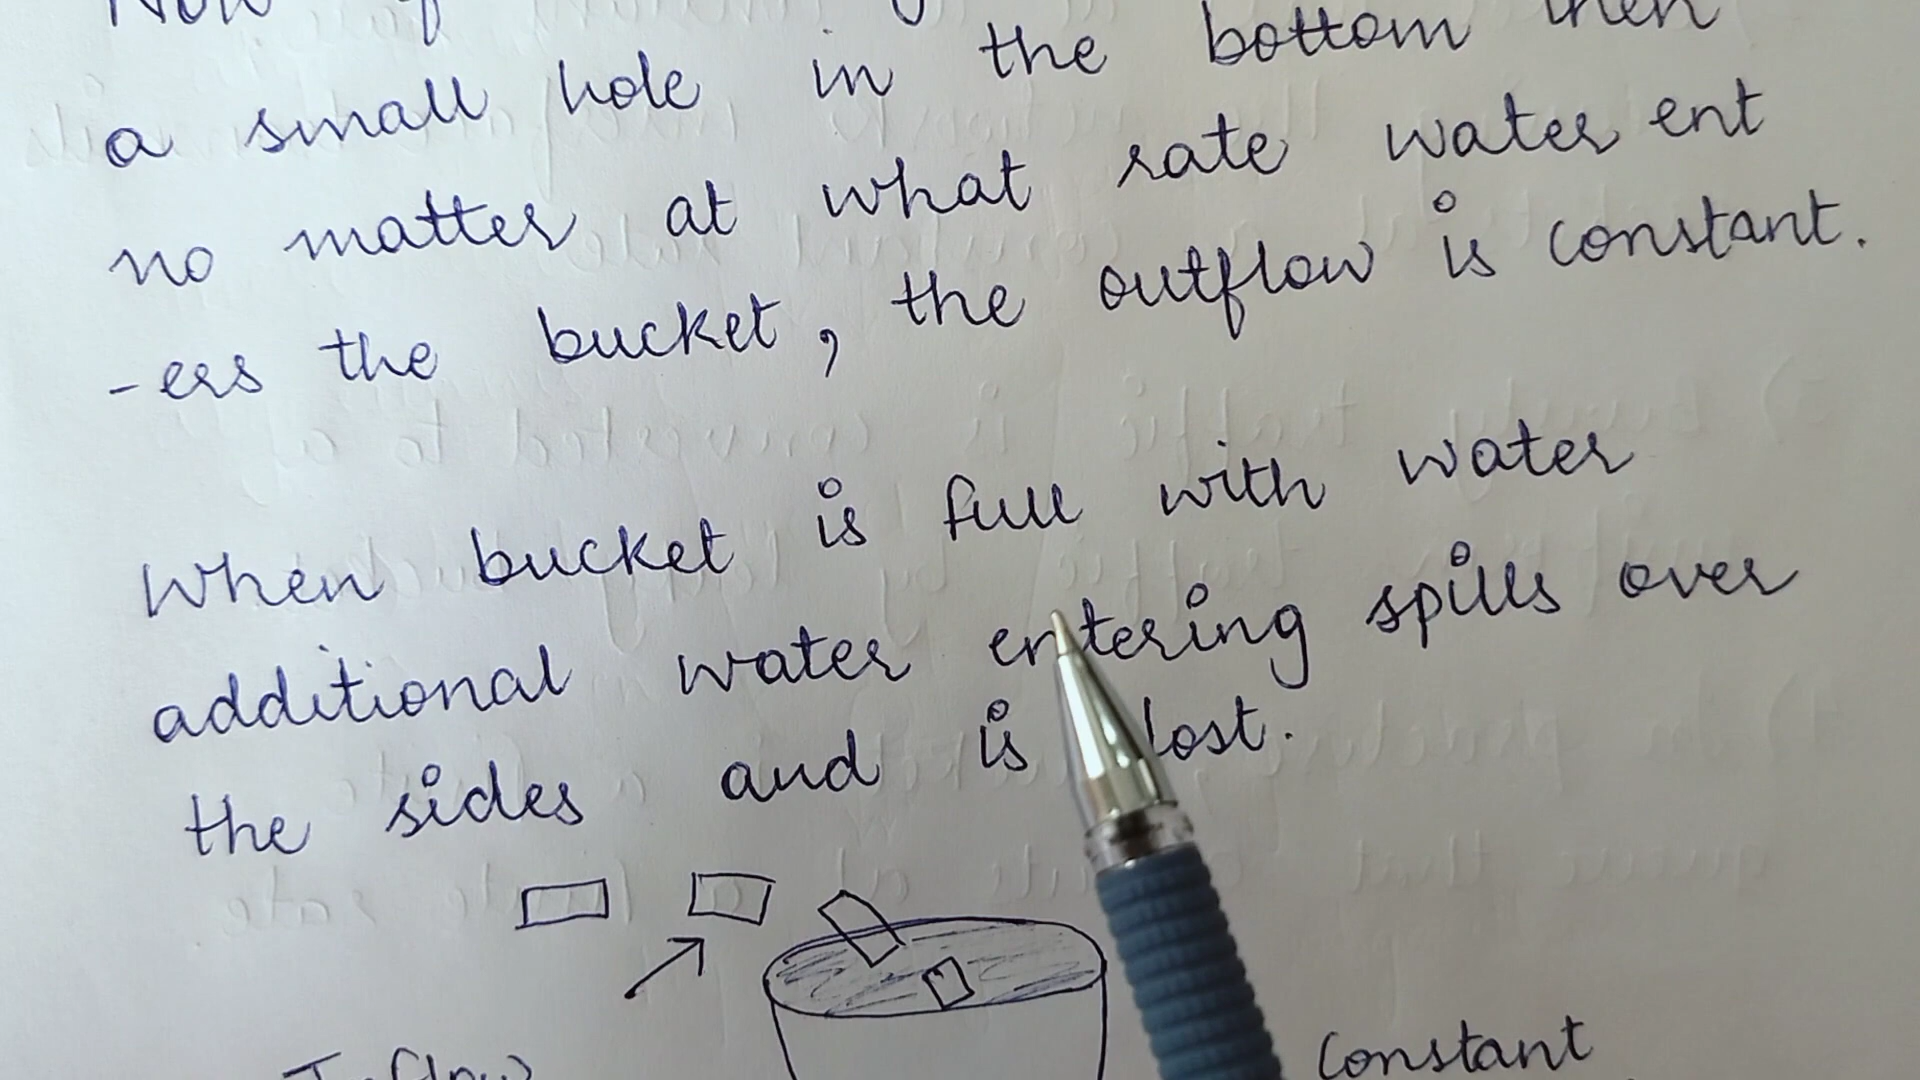 a small hole in the bottom then
no matter at what rate water ent
-ers the bucket, the outflow is constant.
When bucket is full with water
additional water entering spills over
the sides and is lost.
Constant